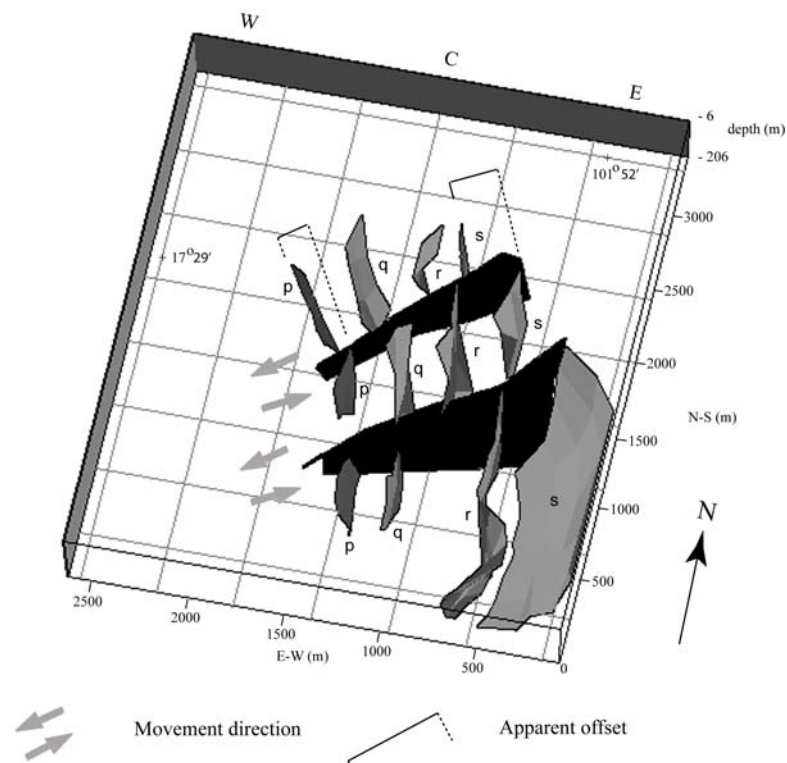 W
C
E
- 6
depth (m)
- 206
101°52'
3000
17°29'
s
q
r
p
2500
s
2000
r
q
p
N-S (m)
1500
N
s
1000
r
p
q
500
2500
2000
1500
E-W (m)
1000
500
0
Movement direction
Apparent offset